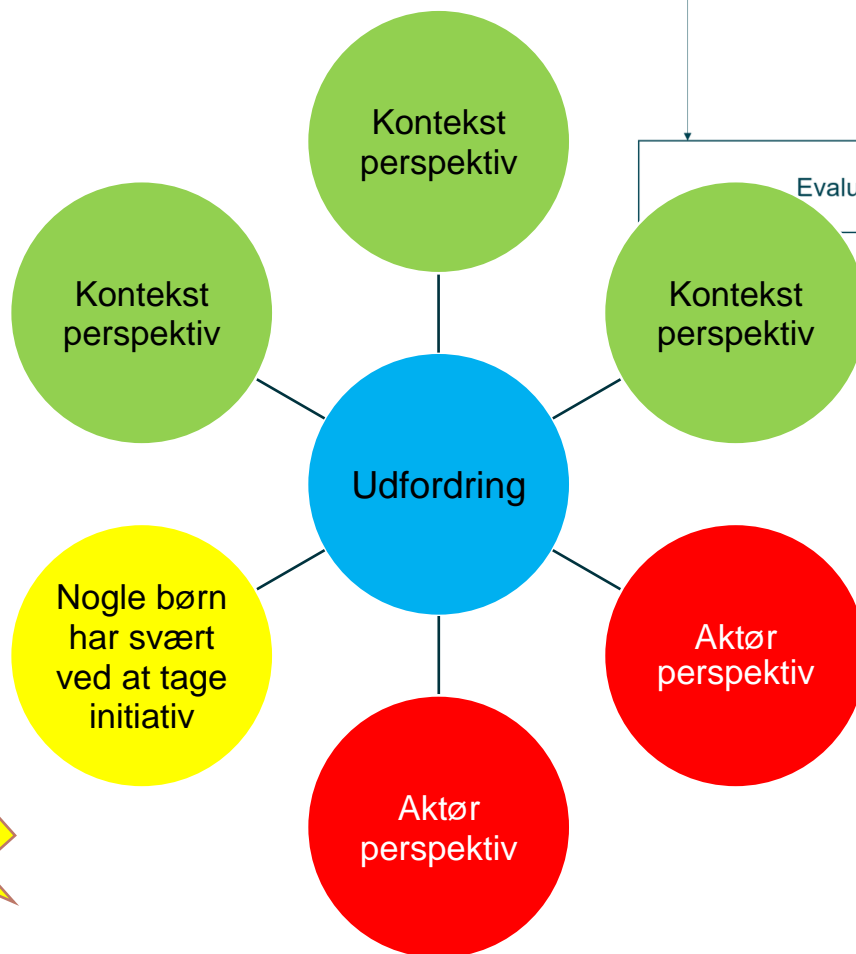 Kontekst
perspektiv
Evalu
Kontekst
perspektiv
Kontekst
perspektiv
Udfordring
Nogle børn
har svært
ved at tage
initiativ
Aktør
perspektiv
Aktør
perspektiv